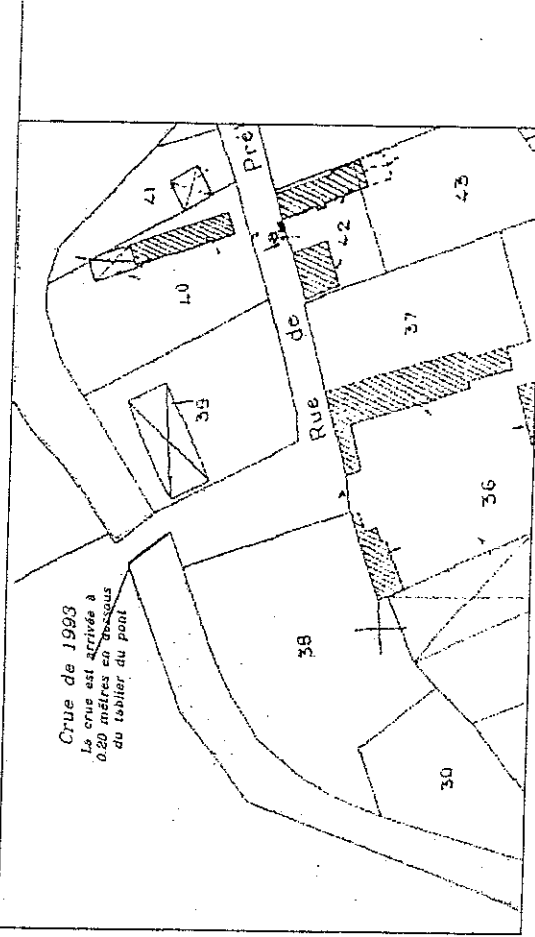 Crue de 1993
La crue est arrivée à
0.20 mètres en dessous
du tablier du pont
41
40
39
Rue de la
42
43
37
36
38
30